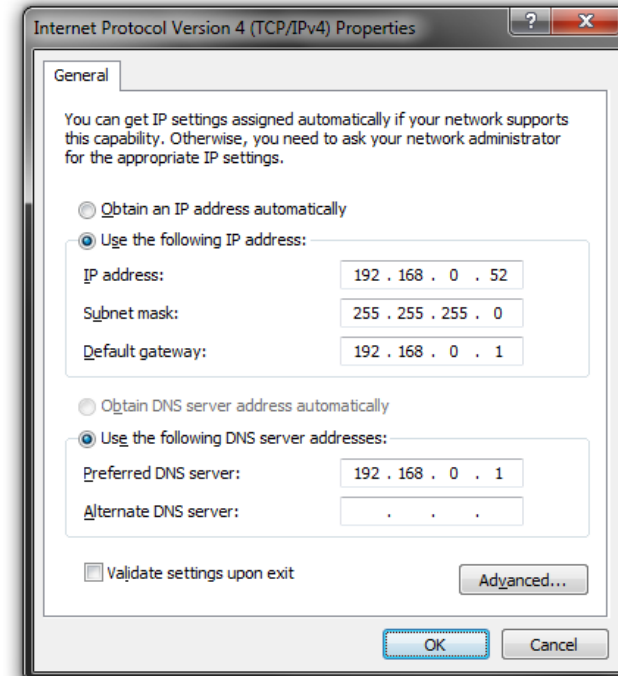 Internet Protocol Version 4 (TCP/IPv4) Properties
General
You can get IP settings assigned automatically if your network supports
this capability. Otherwise, you need to ask your network administrator
for the appropriate IP settings.
Obtain an IP address automatically
Use the following IP address:
IP address: 192 . 168 . 0 . 52
Subnet mask: 255 . 255 . 255 . 0
Default gateway: 192 . 168 . 0 . 1
Obtain DNS server address automatically
Use the following DNS server addresses:
Preferred DNS server: 192 . 168 . 0 . 1
Alternate DNS server: . . .
Validate settings upon exit
Advanced...
OK Cancel